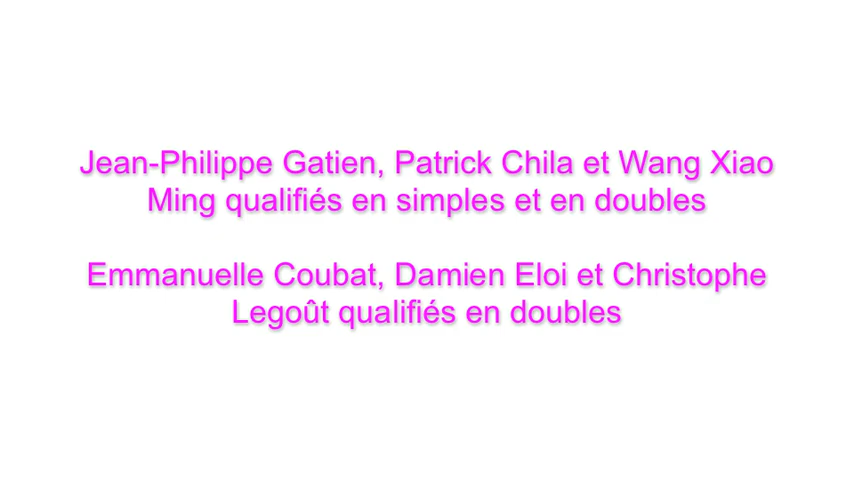 Jean-Philippe Gatien, Patrick Chila et Wang Xiao
Ming qualifiés en simples et en doubles
Emmanuelle Coubat, Damien Eloi et Christophe
Legoût qualifiés en doubles